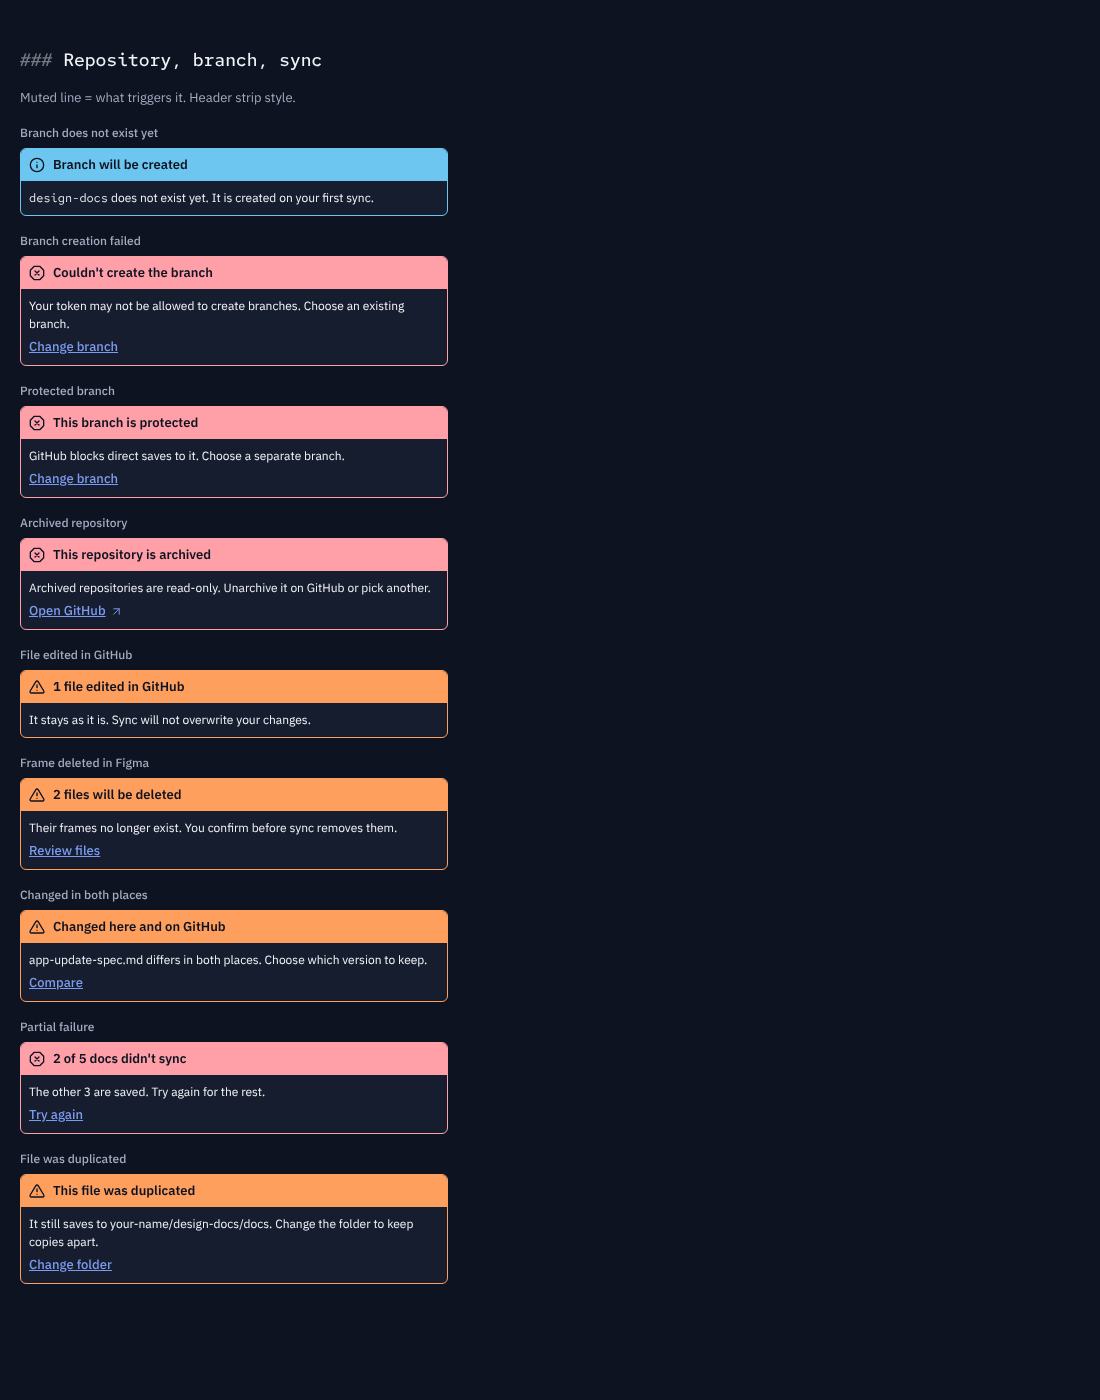 ### Repository, branch, sync
Muted line = what triggers it. Header strip style.
Branch does not exist yet
Branch will be created
design-docs does not exist yet. It is created on your first sync.
Branch creation failed
Couldn't create the branch
Your token may not be allowed to create branches. Choose an existing
branch.
Change branch
Protected branch
This branch is protected
GitHub blocks direct saves to it. Choose a separate branch.
Change branch
Archived repository
This repository is archived
Archived repositories are read-only. Unarchive it on GitHub or pick another.
Open GitHub ↗
File edited in GitHub
1 file edited in GitHub
It stays as it is. Sync will not overwrite your changes.
Frame deleted in Figma
2 files will be deleted
Their frames no longer exist. You confirm before sync removes them.
Review files
Changed in both places
Changed here and on GitHub
app-update-spec.md differs in both places. Choose which version to keep.
Compare
Partial failure
2 of 5 docs didn't sync
The other 3 are saved. Try again for the rest.
Try again
File was duplicated
This file was duplicated
It still saves to your-name/design-docs/docs. Change the folder to keep
copies apart.
Change folder